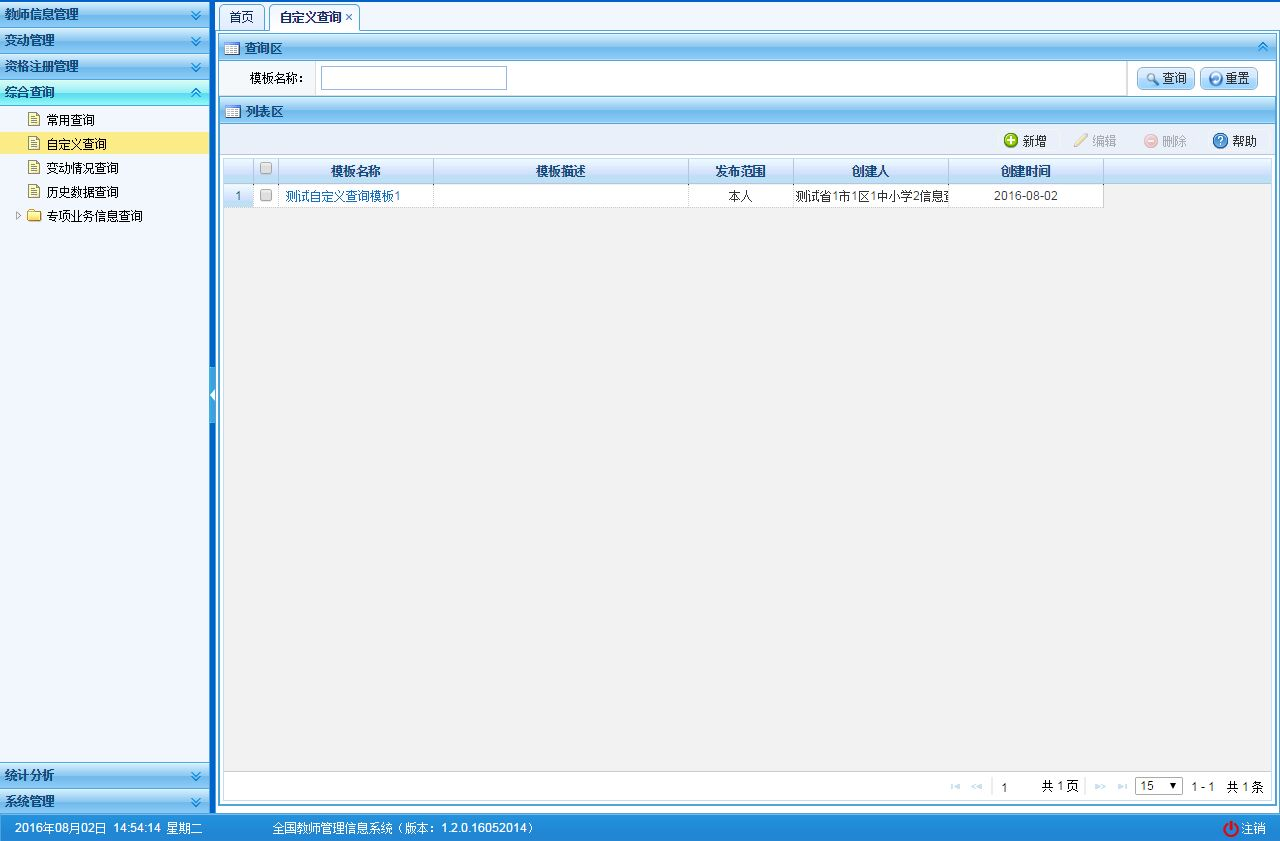 教师信息管理
变动管理
资格注册管理
综合查询
常用查询
自定义查询
变动情况查询
历史数据查询
专项业务信息查询
统计分析
系统管理
首页 自定义查询 ×
查询区
模板名称： 查询 重置
列表区
新增 编辑 删除 帮助
模板名称 模板描述 发布范围 创建人 创建时间
1 测试自定义查询模板1 本人 测试省1市1区1中小学2信息 2016-08-02
1 共 1 页 15 1 - 1 共 1 条
2016年08月02日 14:54:14 星期二 全国教师管理信息系统（版本：1.2.0.16052014） 注销